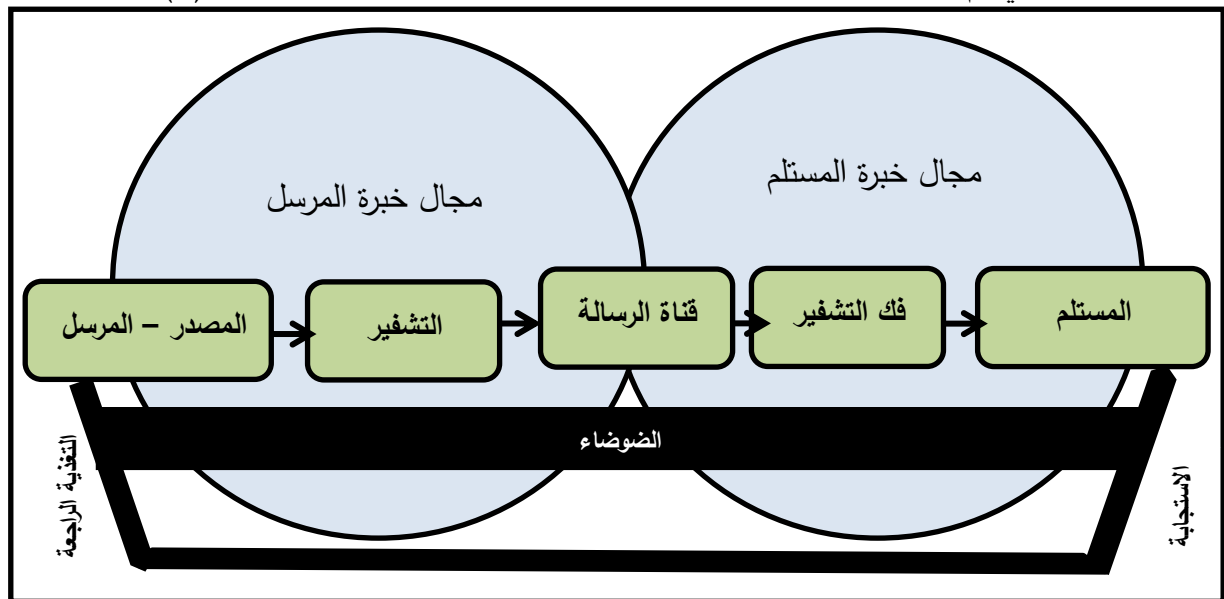 مجال خبرة المستلم
مجال خبرة المرسل
المصدر – المرسل
التشفير
قناة الرسالة
فك التشفير
المستلم
الضوضاء
التغذية الراجعة
الاستجابة